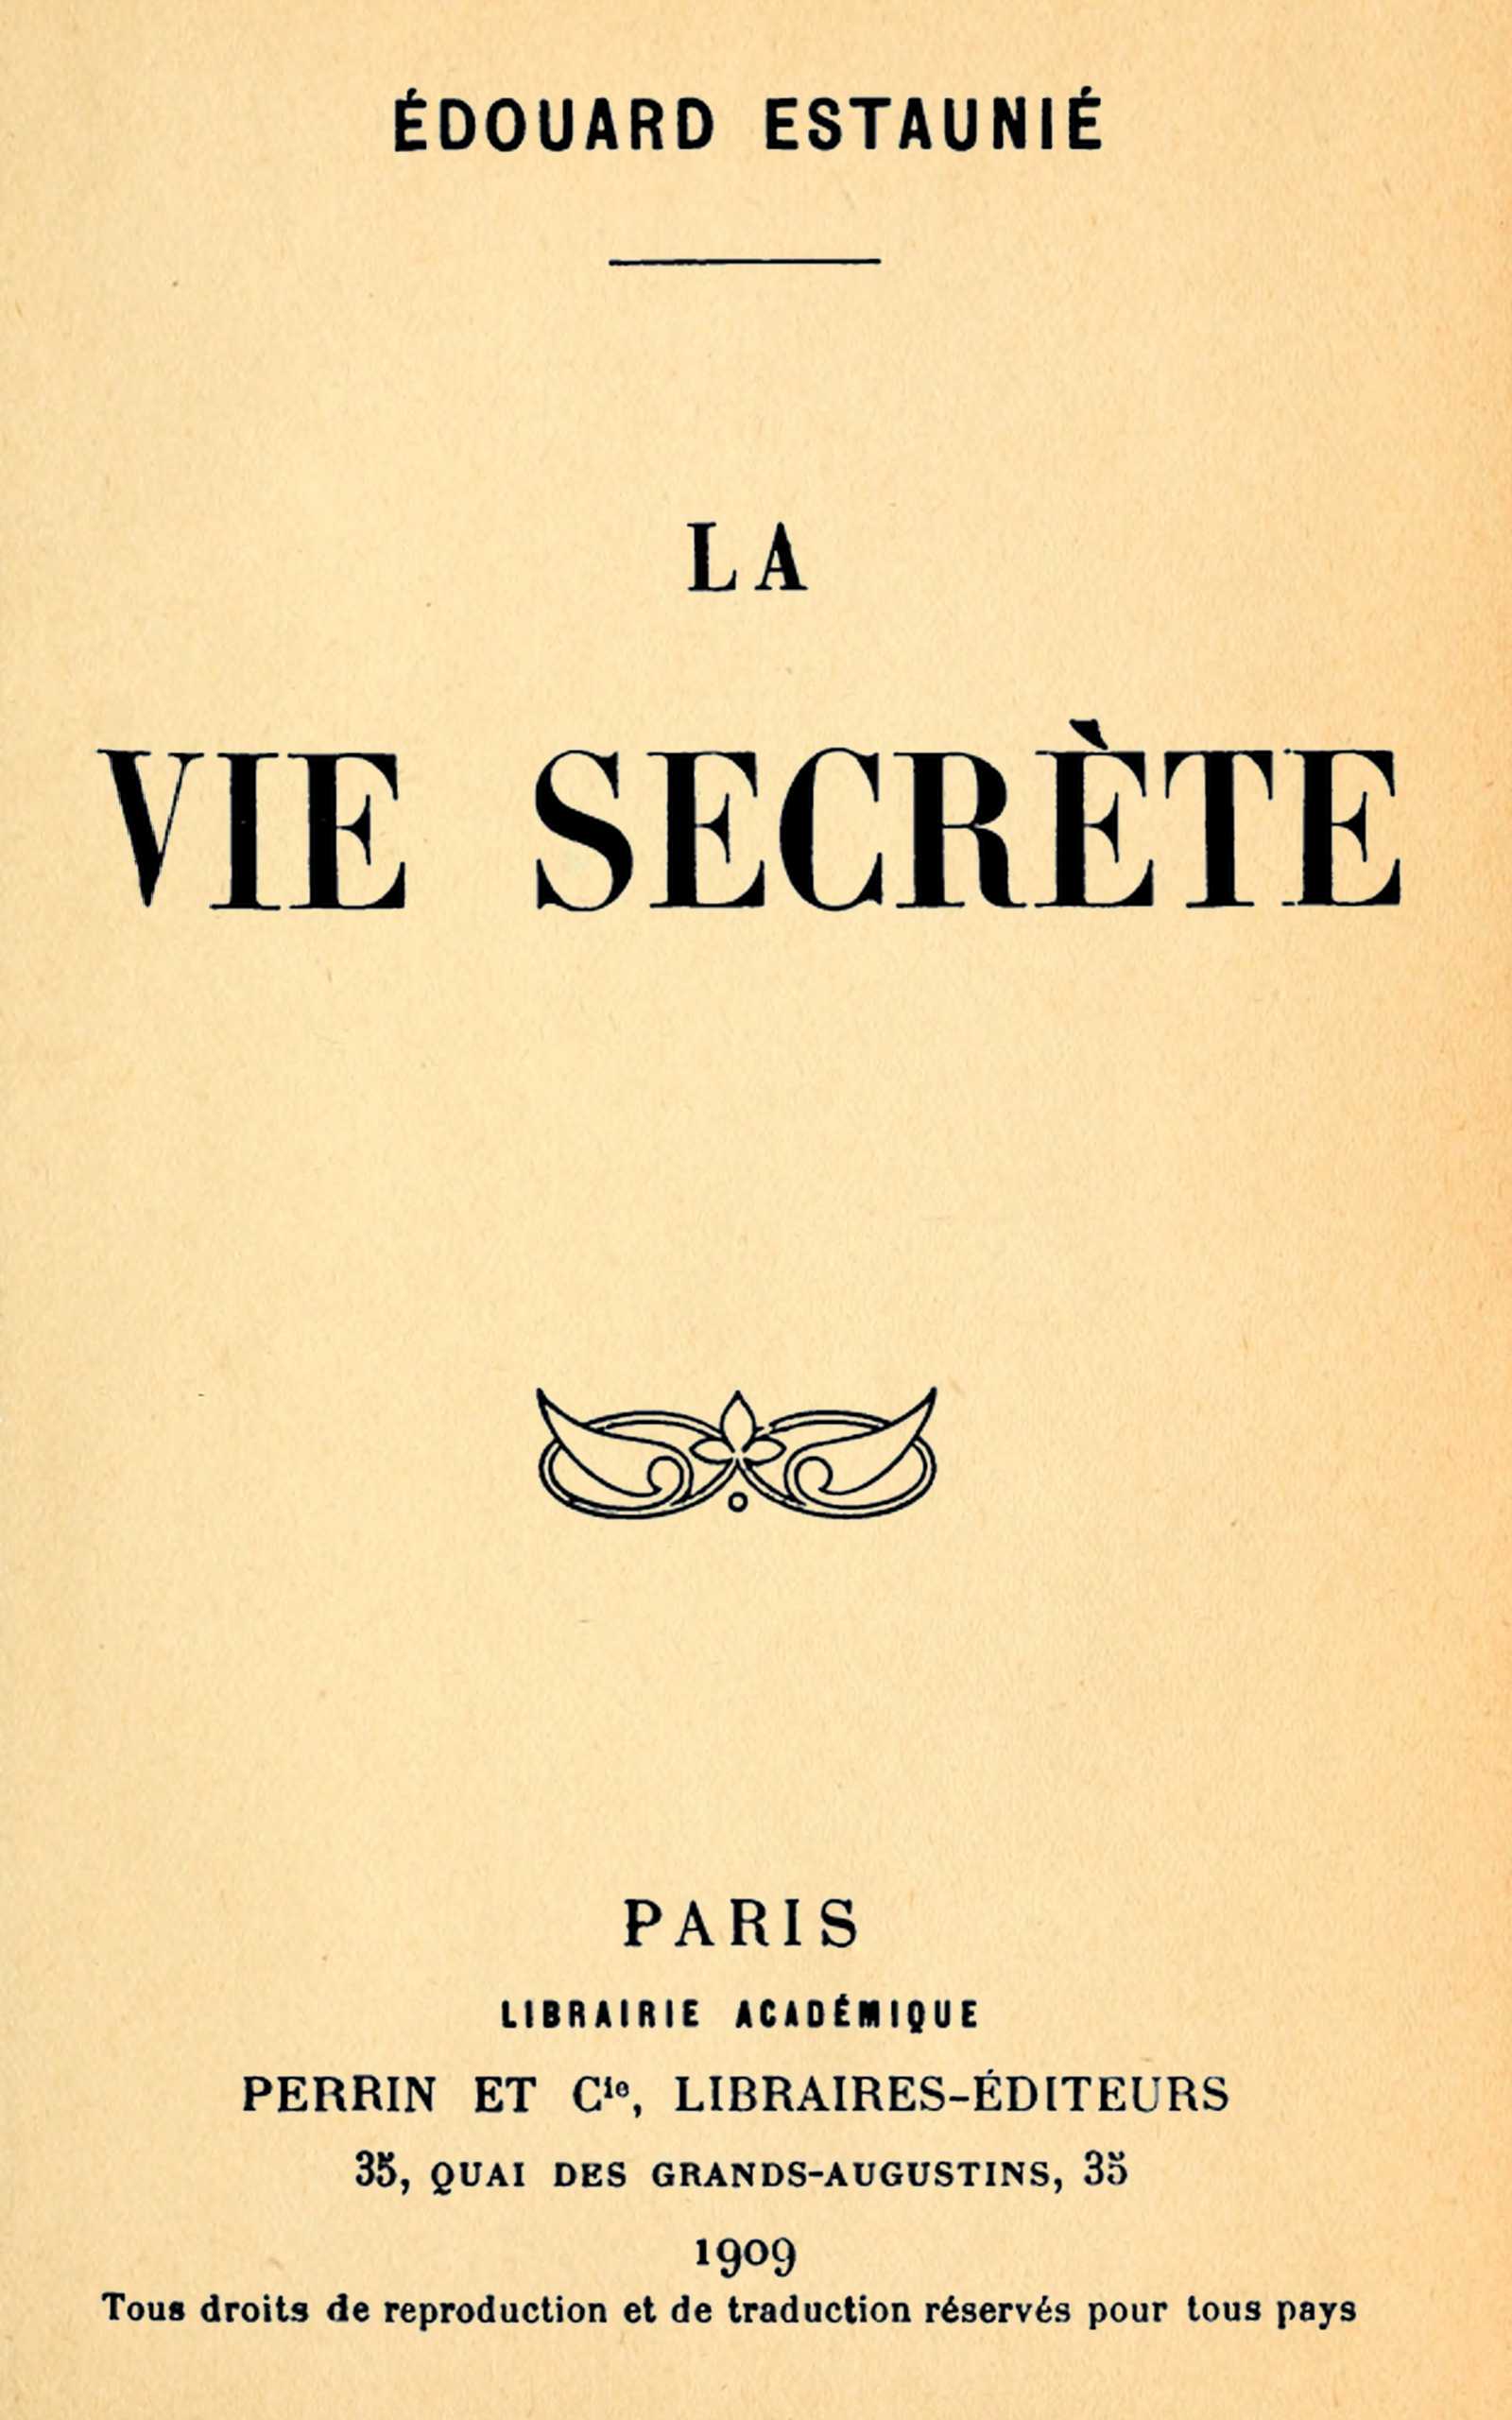 ÉDOUARD ESTAUNIÉ
LA
VIE SECRÈTE
PARIS
LIBRAIRIE ACADÉMIQUE
PERRIN ET Cie, LIBRAIRES-ÉDITEURS
35, QUAI DES GRANDS-AUGUSTINS, 35
1909
Tous droits de reproduction et de traduction réservés pour tous pays